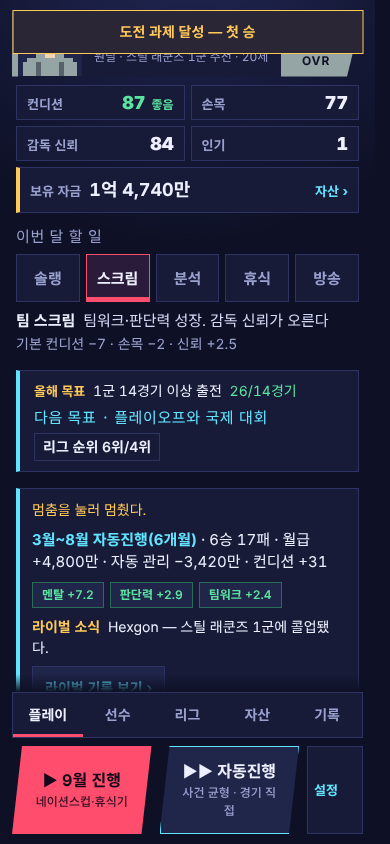 도전 과제 달성 — 첫 승
원딜 · 스틸 래쿤즈 1군 주전 · 20세
OVR
컨디션 87 좋음
손목 77
감독 신뢰 84
인기 1
보유 자금 1억 4,740만 자산 ›
이번 달 할 일
솔랭 스크림 분석 휴식 방송
팀 스크림 팀워크·판단력 성장. 감독 신뢰가 오른다
기본 컨디션 −7 · 손목 −2 · 신뢰 +2.5
올해 목표 1군 14경기 이상 출전 26/14경기
다음 목표 · 플레이오프와 국제 대회
리그 순위 6위/4위
멈춤을 눌러 멈췄다.
3월~8월 자동진행(6개월) · 6승 17패 · 월급
+4,800만 · 자동 관리 −3,420만 · 컨디션 +31
멘탈 +7.2 판단력 +2.9 팀워크 +2.4
라이벌 소식 Hexgon — 스틸 래쿤즈 1군에 콜업됐
다.
라이벌 기록 보기 ›
플레이 선수 리그 자산 기록
▶ 9월 진행
네이션스컵·휴식기
▶▶ 자동진행
사건 균형 · 경기 직
접
설정